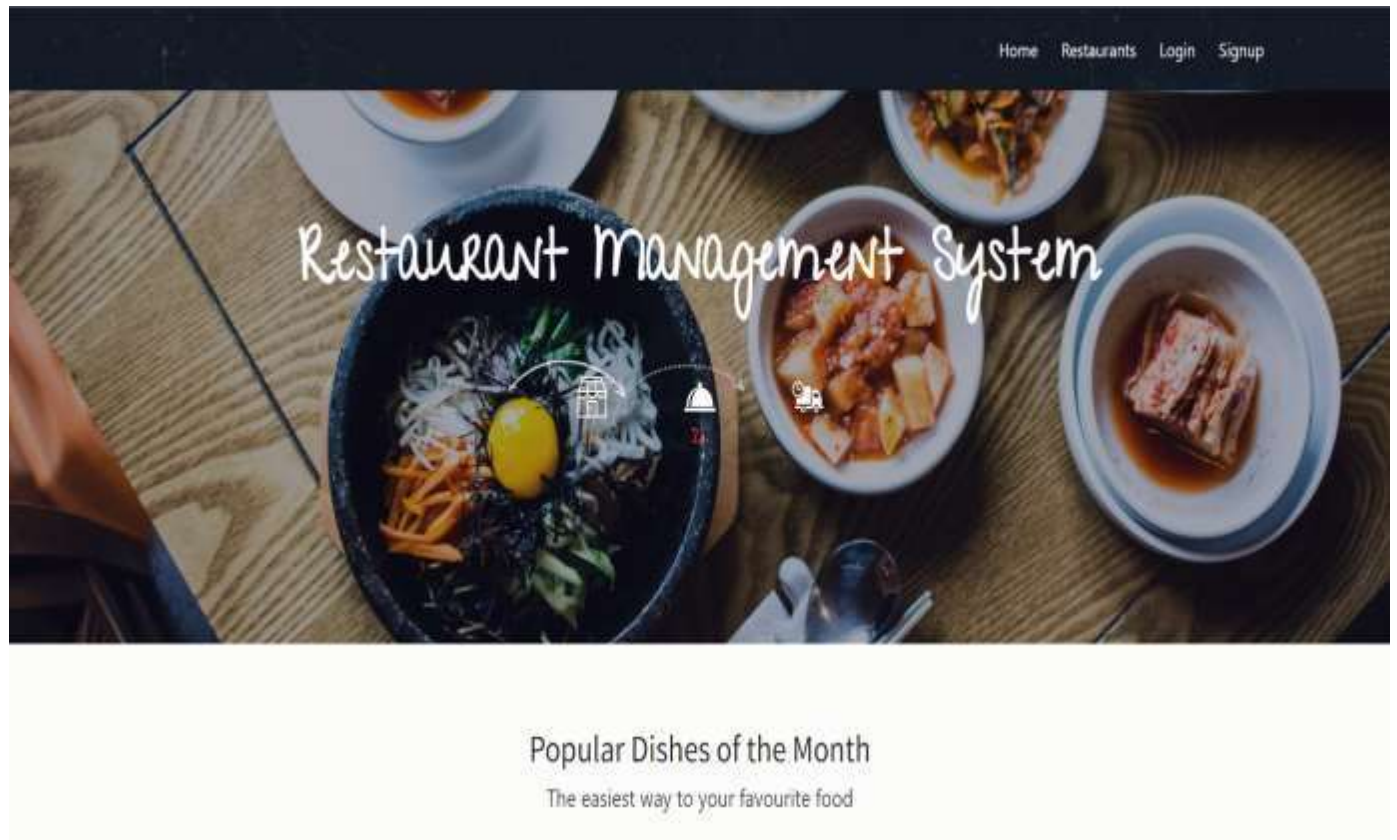 Home Restaurants Login Signup
Restaurant Management System
Popular Dishes of the Month
The easiest way to your favourite food